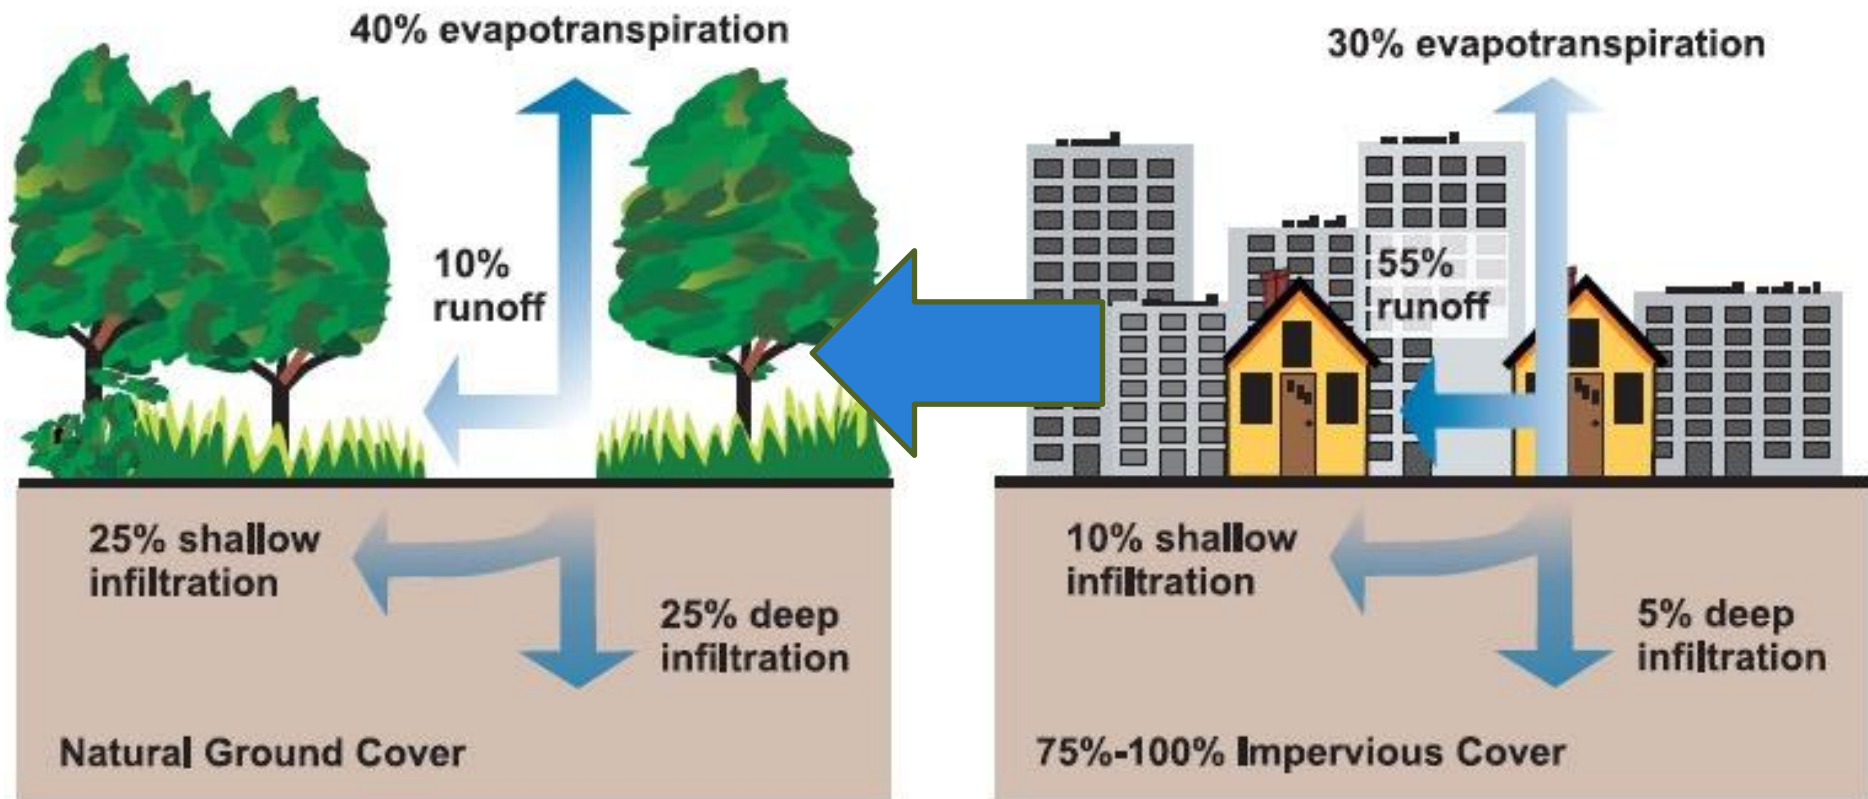 40% evapotranspiration
10%
runoff
25% shallow
infiltration
25% deep
infiltration
Natural Ground Cover
30% evapotranspiration
55%
runoff
10% shallow
infiltration
5% deep
infiltration
75%-100% Impervious Cover